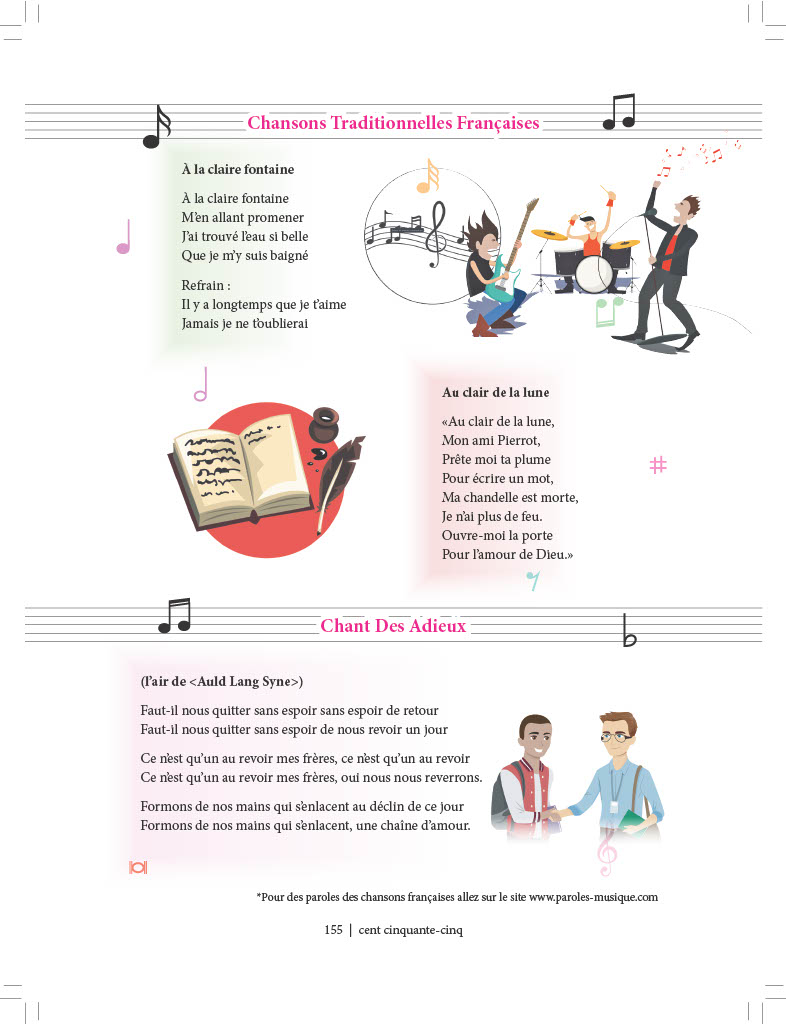 Chansons Traditionnelles Françaises
À la claire fontaine
À la claire fontaine
M'en allant promener
J'ai trouvé l'eau si belle
Que je m'y suis baigné
Refrain :
Il y a longtemps que je t'aime
Jamais je ne t'oublierai
Au clair de la lune
«Au clair de la lune,
Mon ami Pierrot,
Prête moi ta plume
Pour écrire un mot,
Ma chandelle est morte,
Je n'ai plus de feu.
Ouvre-moi la porte
Pour l'amour de Dieu.»
Chant Des Adieux
(l'air de <Auld Lang Syne>)
Faut-il nous quitter sans espoir sans espoir de retour
Faut-il nous quitter sans espoir de nous revoir un jour
Ce n'est qu'un au revoir mes frères, ce n'est qu'un au revoir
Ce n'est qu'un au revoir mes frères, oui nous nous reverrons.
Formons de nos mains qui s'enlacent au déclin de ce jour
Formons de nos mains qui s'enlacent, une chaîne d'amour.
*Pour des paroles des chansons françaises allez sur le site www.paroles-musique.com
155 | cent cinquante-cinq